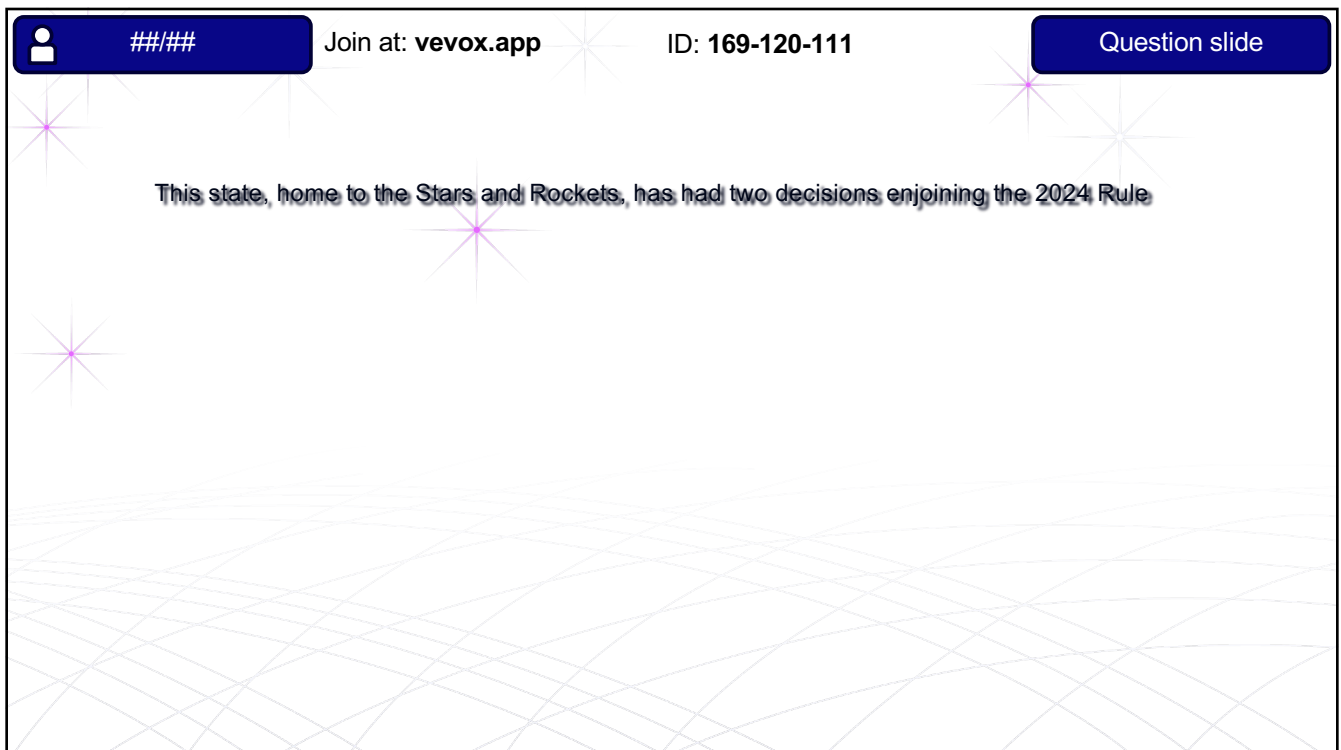 ##/## Join at: vevox.app ID: 169-120-111 Question slide
This state, home to the Stars and Rockets, has had two decisions enjoining the 2024 Rule